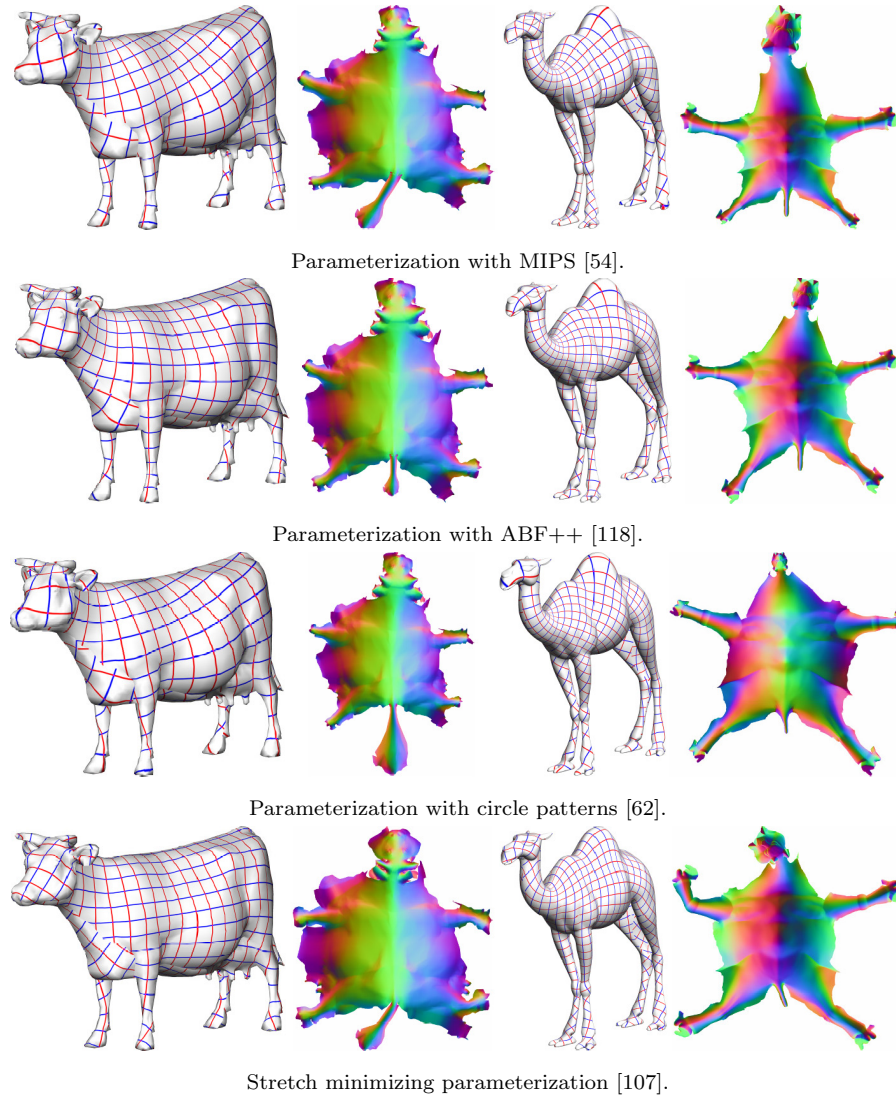 Parameterization with MIPS [54].
Parameterization with ABF++ [118].
Parameterization with circle patterns [62].
Stretch minimizing parameterization [107].